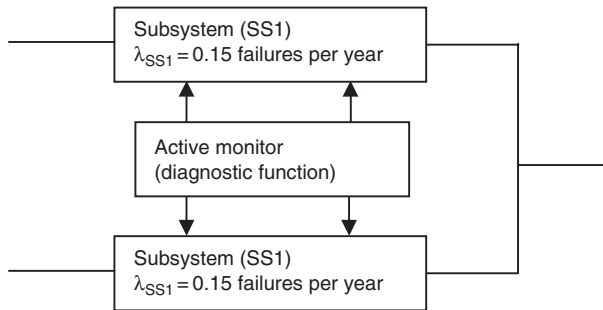 Subsystem (SS1)
λSS1 = 0.15 failures per year
Active monitor
(diagnostic function)
Subsystem (SS1)
λSS1 = 0.15 failures per year